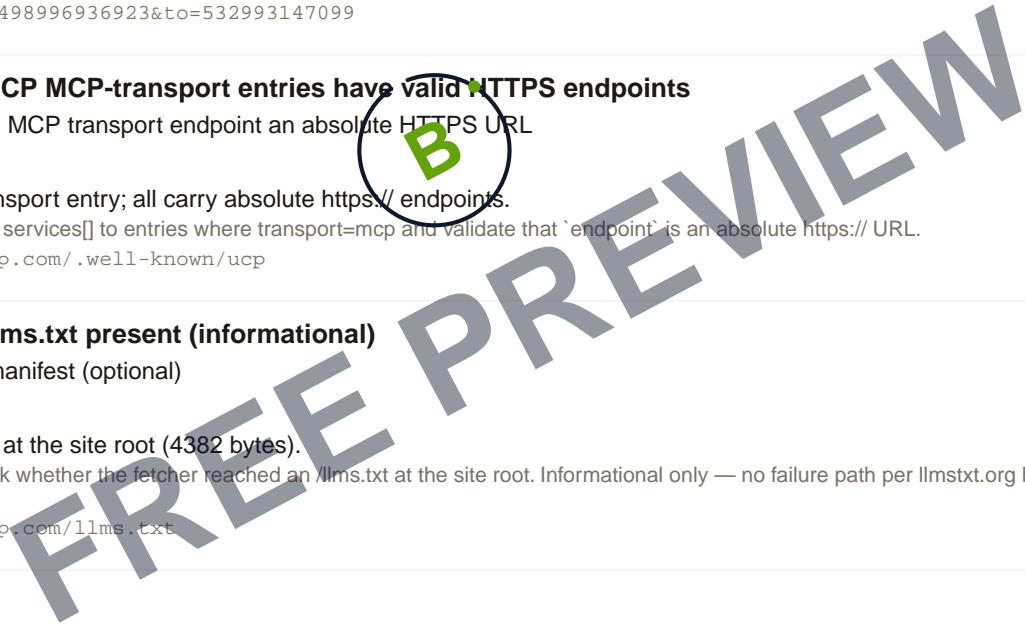 498996936923&to=532993147099
CP MCP-transport entries have valid HTTPS endpoints
MCP transport endpoint an absolute HTTPS URL
B
nsport entry; all carry absolute https:// endpoints.
services[] to entries where transport=mcp and validate that `endpoint` is an absolute https:// URL.
p.com/.well-known/ucp
ms.txt present (informational)
nanifest (optional)
at the site root (4382 bytes).
k whether the fetcher reached an /llms.txt at the site root. Informational only — no failure path per llmstxt.org
p.com/llms.txt
FREE PREVIEW